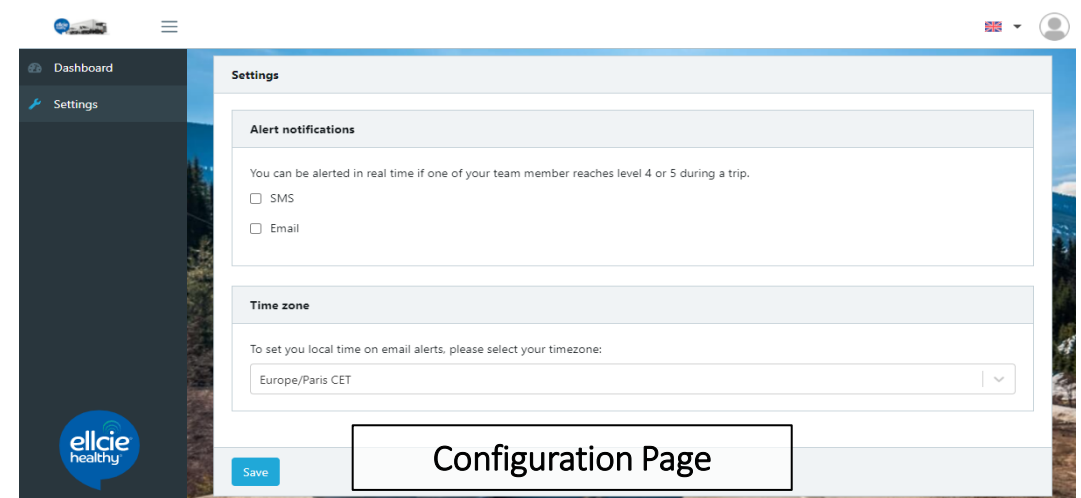 Dashboard
Settings
Settings
Alert notifications
You can be alerted in real time if one of your team member reaches level 4 or 5 during a trip.
SMS
Email
Time zone
To set you local time on email alerts, please select your timezone:
Europe/Paris CET
ellcie
healthy
Save
Configuration Page